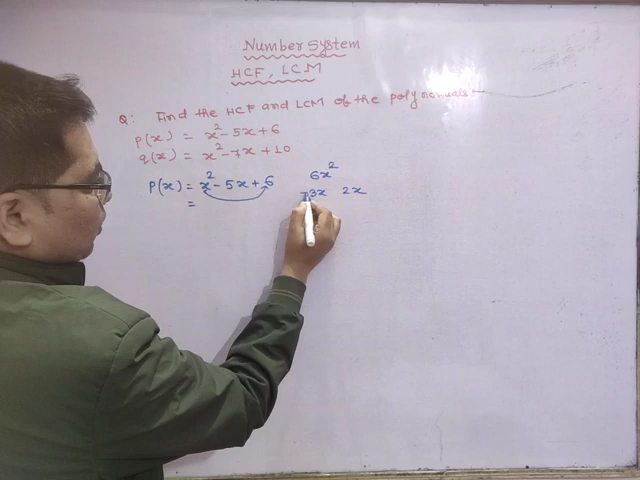 Number System
HCF, LCM
Q: Find the HCF and LCM of the polynomials
p(x) = x² - 5x + 6
q(x) = x² - 7x + 10
p(x) = x² - 5x + 6
=
6x²
-3x 2x